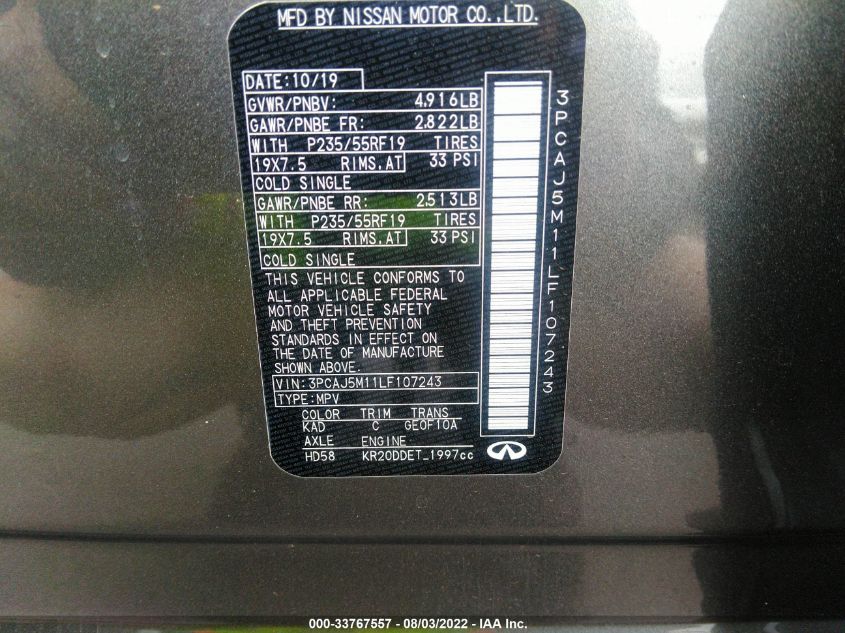 MFD BY NISSAN MOTOR CO.,LTD.
DATE:10/19
GVWR/PNBV: 4.916LB
GAWR/PNBE FR: 2.822LB
WITH P235/55RF19 TIRES
19X7.5 RIMS.AT 33 PSI
COLD SINGLE
GAWR/PNBE RR: 2.513LB
WITH P235/55RF19 TIRES
19X7.5 RIMS.AT 33 PSI
COLD SINGLE
THIS VEHICLE CONFORMS TO
ALL APPLICABLE FEDERAL
MOTOR VEHICLE SAFETY
AND THEFT PREVENTION
STANDARDS IN EFFECT ON
THE DATE OF MANUFACTURE
SHOWN ABOVE.
VIN:3PCAJ5M11LF107243
TYPE:MPV
COLOR TRIM TRANS
KAD C GE0F10A
AXLE ENGINE
HD58 KR20DDET_1997cc
3PCAJ5M11LF107243
000-33767557 - 08/03/2022 - IAA Inc.